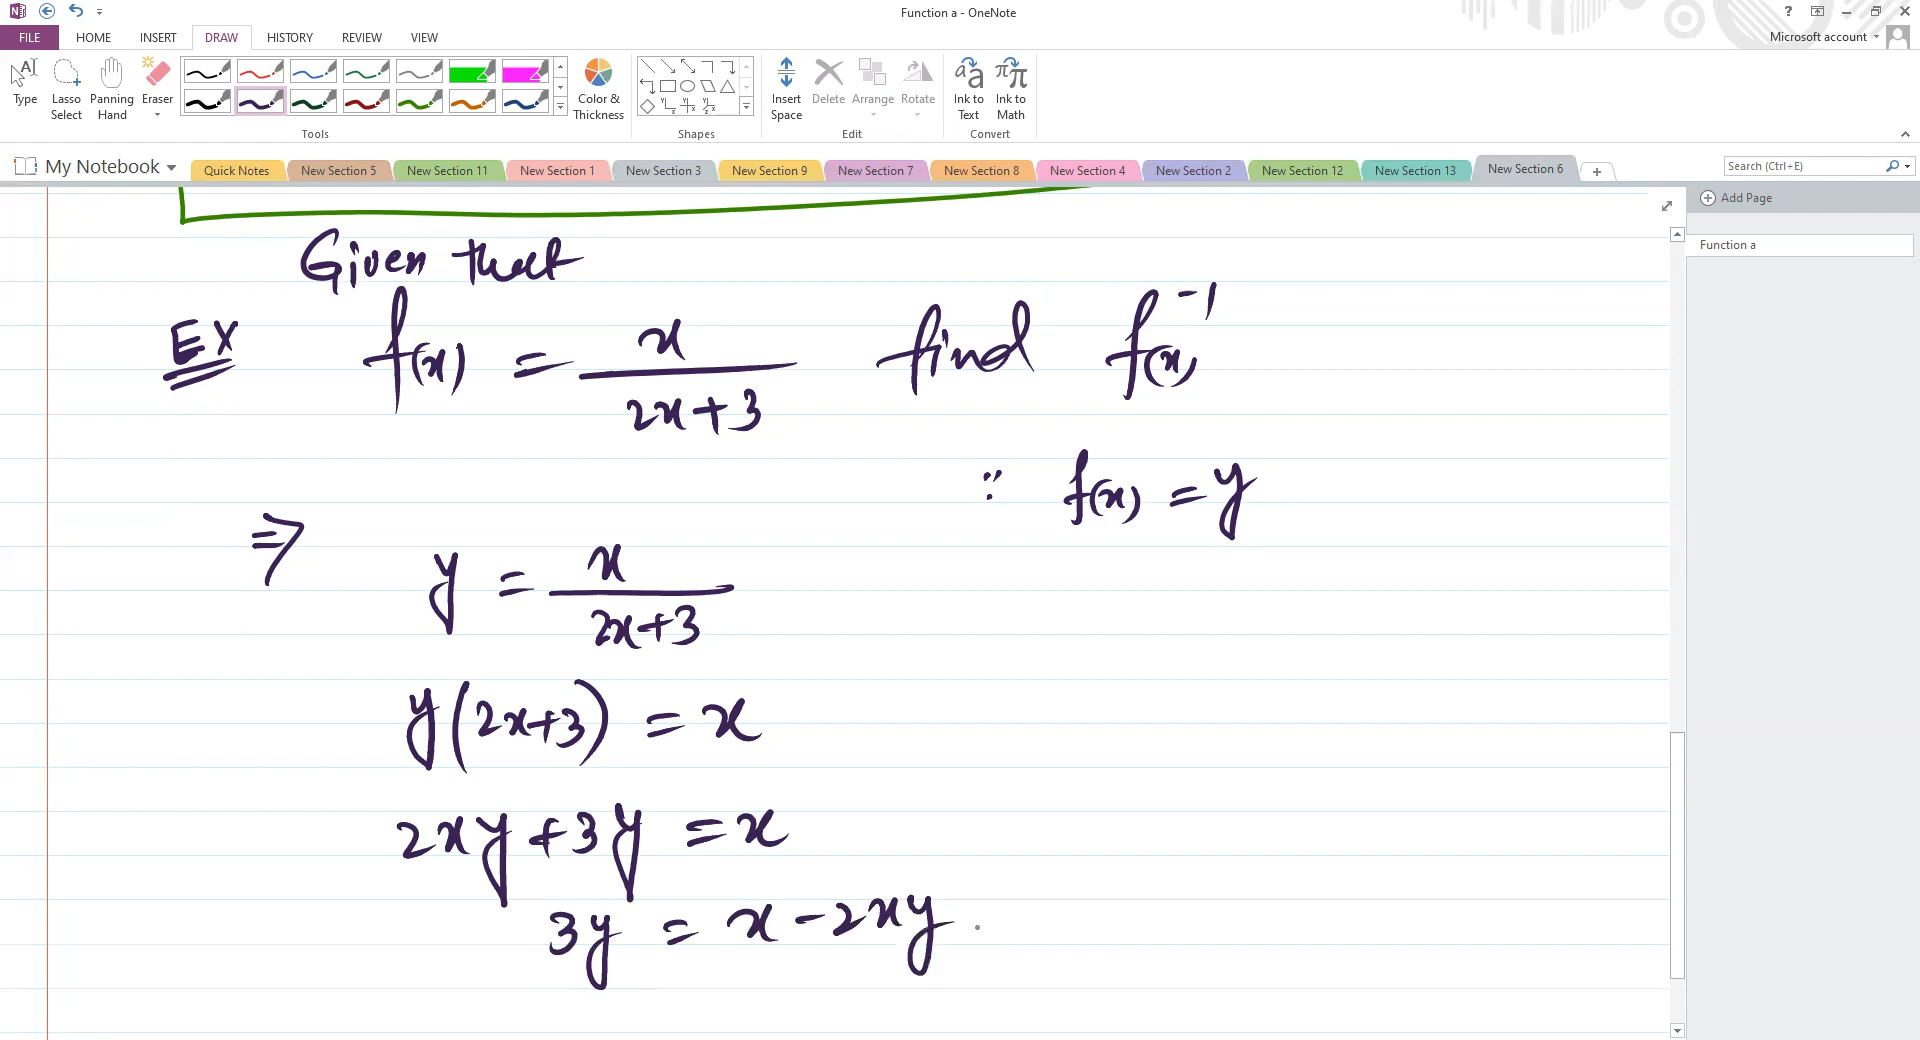 Function a - OneNote
?
FILE HOME INSERT DRAW HISTORY REVIEW VIEW
Microsoft account
Type Lasso Select Panning Hand Eraser Color & Thickness Insert Space Delete Arrange Rotate Ink to Text Ink to Math
Tools Shapes Edit Convert
My Notebook Quick Notes New Section 5 New Section 11 New Section 1 New Section 3 New Section 9 New Section 7 New Section 8 New Section 4 New Section 2 New Section 12 New Section 13 New Section 6 + Search (Ctrl+E)
Add Page
Function a
Given that
EX f(x) = x / 2x+3 find f⁻¹(x)
∵ f(x) = y
⇒ y = x / 2x+3
y(2x+3) = x
2xy + 3y = x
3y = x - 2xy